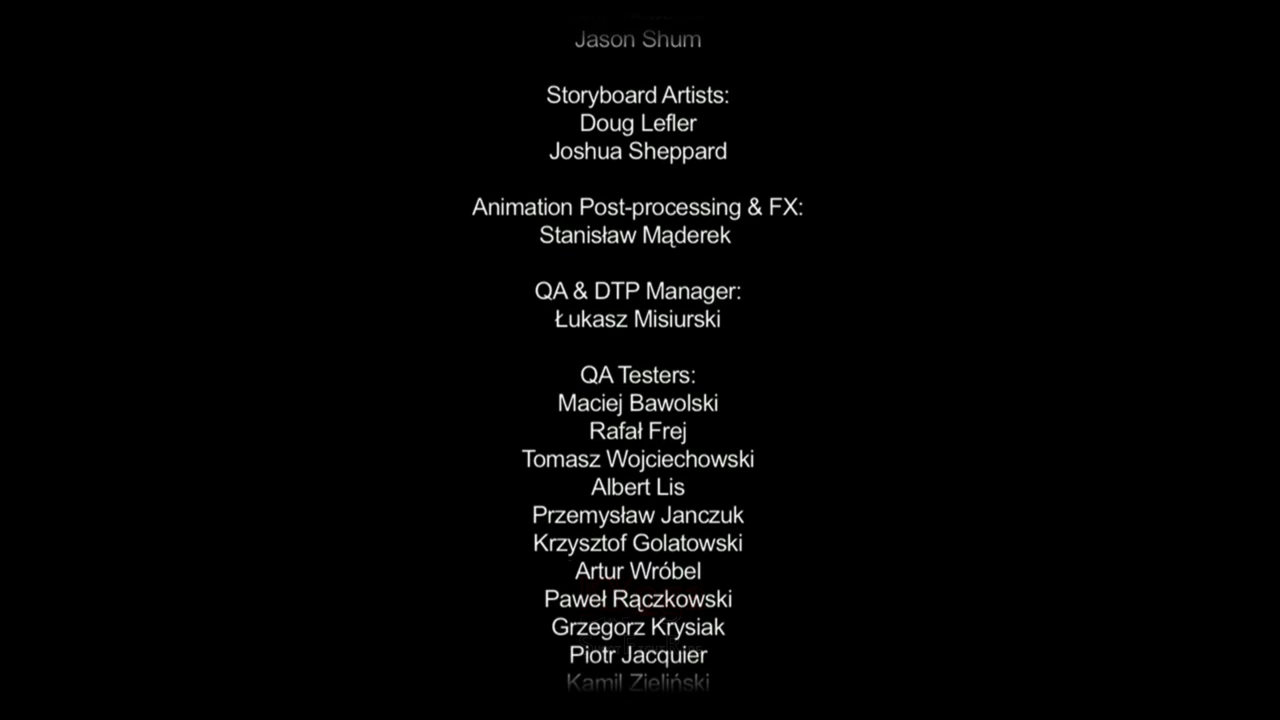 Jason Shum
Storyboard Artists:
Doug Lefler
Joshua Sheppard
Animation Post-processing & FX:
Stanisław Mąderek
QA & DTP Manager:
Łukasz Misiurski
QA Testers:
Maciej Bawolski
Rafał Frej
Tomasz Wojciechowski
Albert Lis
Przemysław Janczuk
Krzysztof Golatowski
Artur Wróbel
Paweł Rączkowski
Grzegorz Krysiak
Piotr Jacquier
Kamil Zieliński